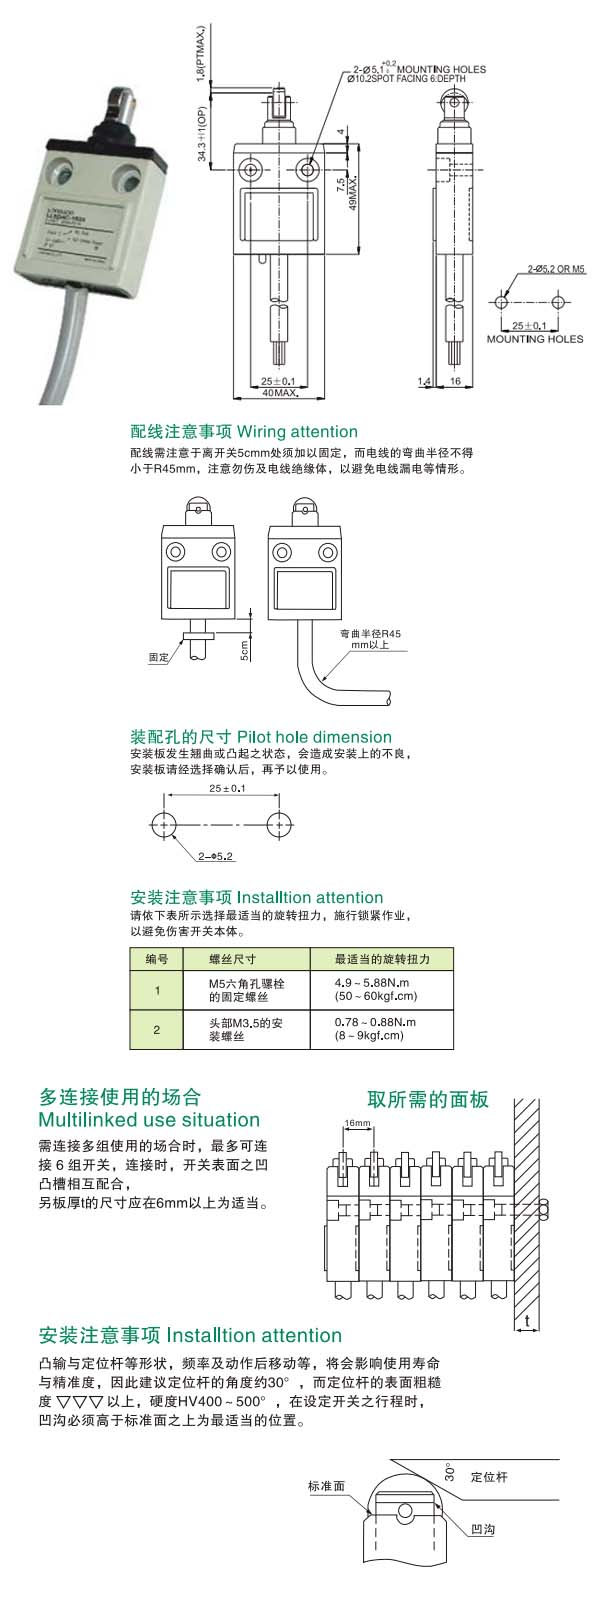 1.8(PTMAX.)
34.3±1(OP)
2-Ø5.1 +0.2 0 MOUNTING HOLES
Ø10.2SPOT FACING 6:DEPTH
4
7.5
49MAX.
25±0.1
40MAX.
1.4
16
2-Ø5.2 OR M5
25±0.1
MOUNTING HOLES
配线注意事项 Wiring attention
配线需注意于离开关5cmm处须加以固定，而电线的弯曲半径不得
小于R45mm，注意勿伤及电线绝缘体，以避免电线漏电等情形。
固定
5cm
弯曲半径R45
mm以上
装配孔的尺寸 Pilot hole dimension
安装板发生翘曲或凸起之状态，会造成安装上的不良，
安装板请经选择确认后，再予以使用。
25±0.1
2-Φ5.2
安装注意事项 Installtion attention
请依下表所示选择最适当的旋转扭力，施行锁紧作业，
以避免伤害开关本体。
编号 螺丝尺寸 最适当的旋转扭力
1 M5六角孔骡栓 4.9～5.88N.m
的固定螺丝 (50～60kgf.cm)
2 头部M3.5的安 0.78～0.88N.m
装螺丝 (8～9kgf.cm)
多连接使用的场合
Multilinked use situation
需连接多组使用的场合时，最多可连
接 6 组开关，连接时，开关表面之凹
凸槽相互配合，
另板厚t的尺寸应在6mm以上为适当。
取所需的面板
16mm
t
安装注意事项 Installtion attention
凸输与定位杆等形状，频率及动作后移动等，将会影响使用寿命
与精准度，因此建议定位杆的角度约30°，而定位杆的表面粗糙
度 ▽▽▽ 以上，硬度HV400～500°，在设定开关之行程时，
凹沟必须高于标准面之上为最适当的位置。
标准面
30°
定位杆
凹沟